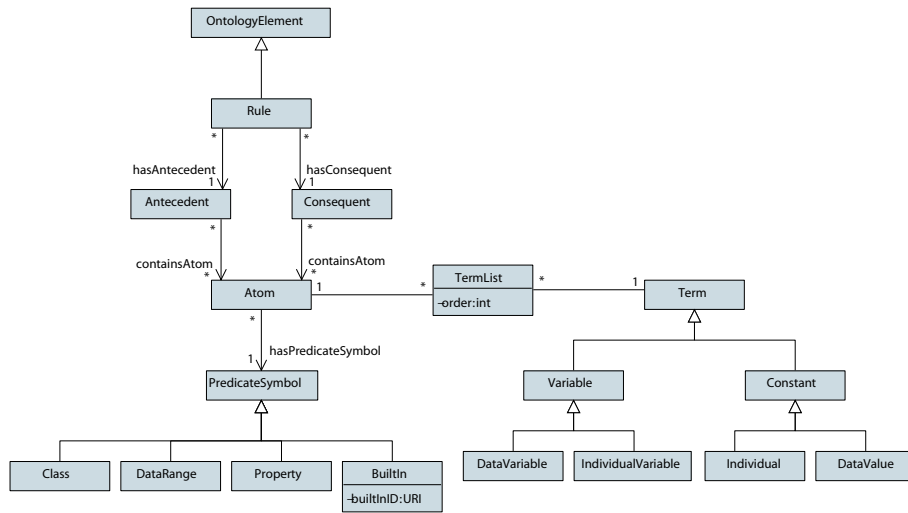 OntologyElement
Rule
* *
hasAntecedent hasConsequent
1 1
Antecedent Consequent
* *
containsAtom containsAtom
* *
Atom 1 * TermList * 1 Term
-order:int
*
hasPredicateSymbol
1
PredicateSymbol Variable Constant
Class DataRange Property BuiltIn DataVariable IndividualVariable Individual DataValue
-builtInID:URI